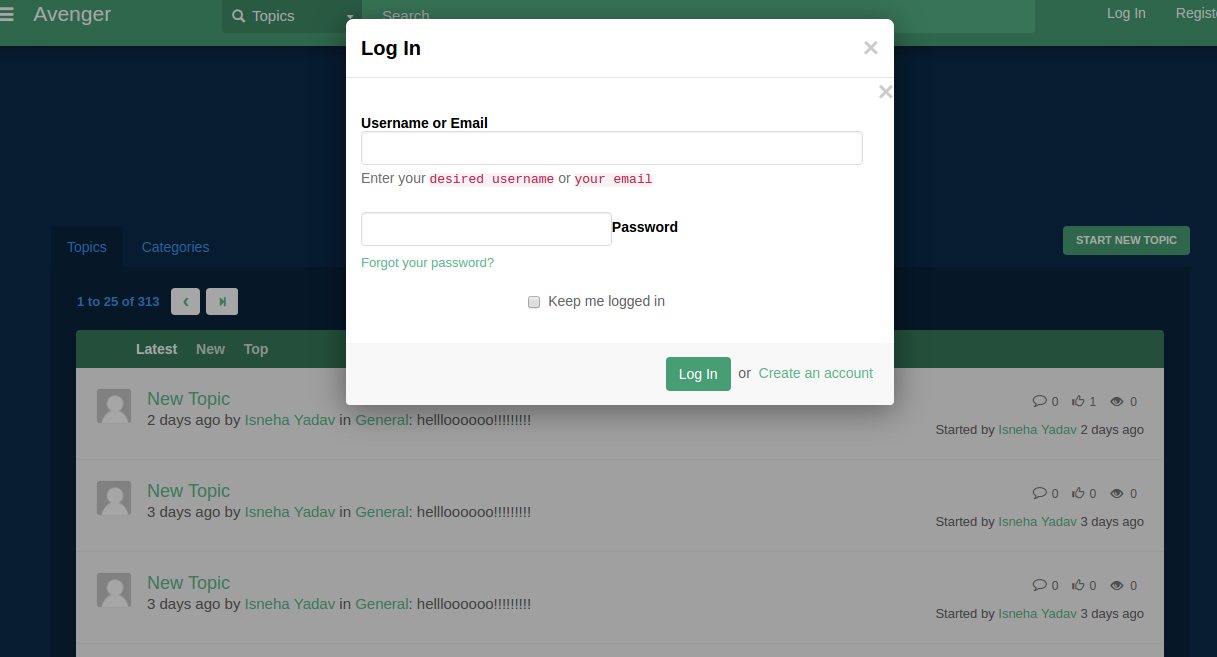 Avenger
Topics
Search
Log In
Regist
Log In
×
×
Username or Email
Enter your desired username or your email
Password
Forgot your password?
Keep me logged in
Log In or Create an account
Topics
Categories
START NEW TOPIC
1 to 25 of 313
Latest New Top
New Topic
2 days ago by Isneha Yadav in General: hellloooooo!!!!!!!!!
0 1 0
Started by Isneha Yadav 2 days ago
New Topic
3 days ago by Isneha Yadav in General: hellloooooo!!!!!!!!!
0 0 0
Started by Isneha Yadav 3 days ago
New Topic
3 days ago by Isneha Yadav in General: hellloooooo!!!!!!!!!
0 0 0
Started by Isneha Yadav 3 days ago